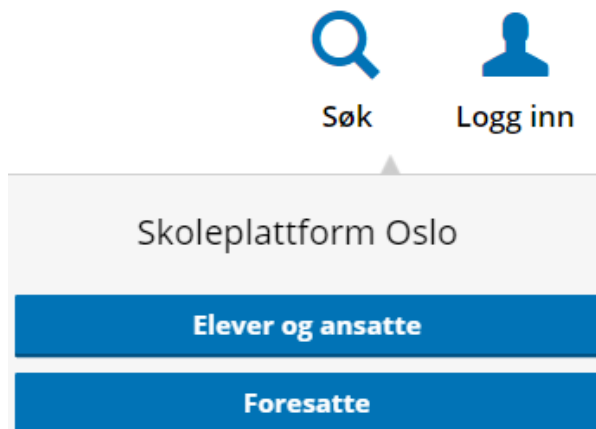 Søk
Logg inn
Skoleplattform Oslo
Elever og ansatte
Foresatte